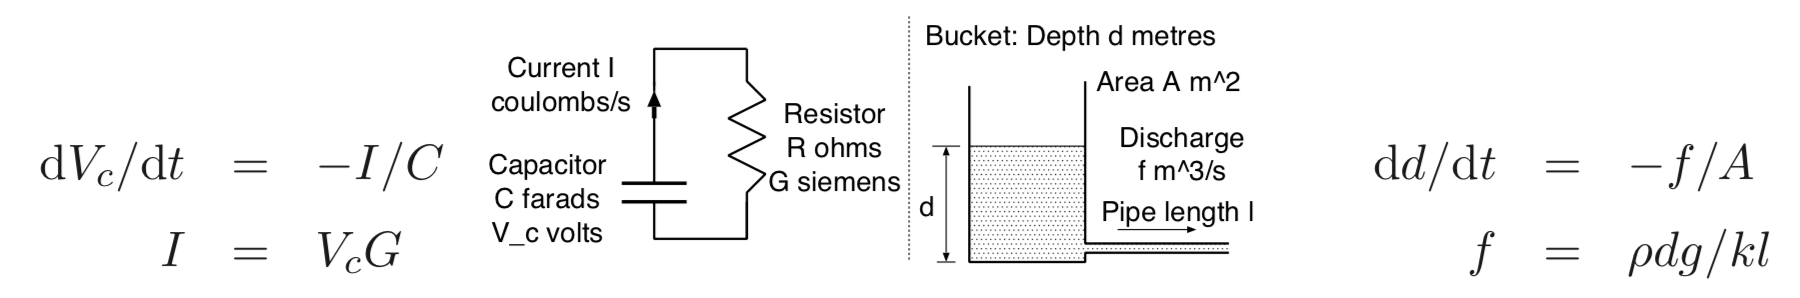 dV_c/dt = −I/C
I = V_cG
Current I
coulombs/s
Capacitor
C farads
V_c volts
Resistor
R ohms
G siemens
Bucket: Depth d metres
Area A m^2
Discharge
f m^3/s
Pipe length l
d
dd/dt = −f/A
f = ρdg/kl